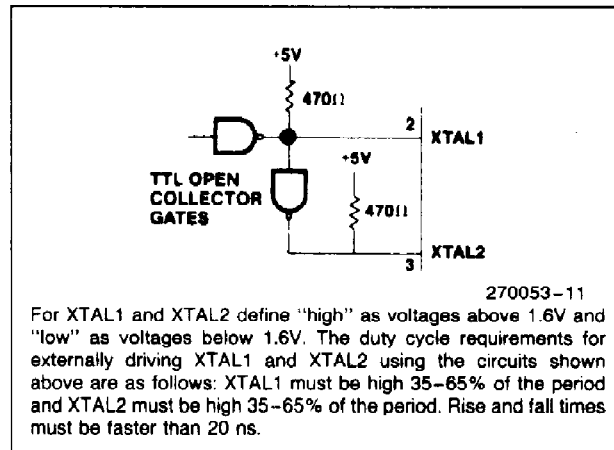 +5V
470Ω
2
XTAL1
+5V
TTL OPEN
COLLECTOR
GATES
470Ω
XTAL2
3
270053-11
For XTAL1 and XTAL2 define "high" as voltages above 1.6V and
"low" as voltages below 1.6V. The duty cycle requirements for
externally driving XTAL1 and XTAL2 using the circuits shown
above are as follows: XTAL1 must be high 35-65% of the period
and XTAL2 must be high 35-65% of the period. Rise and fall times
must be faster than 20 ns.